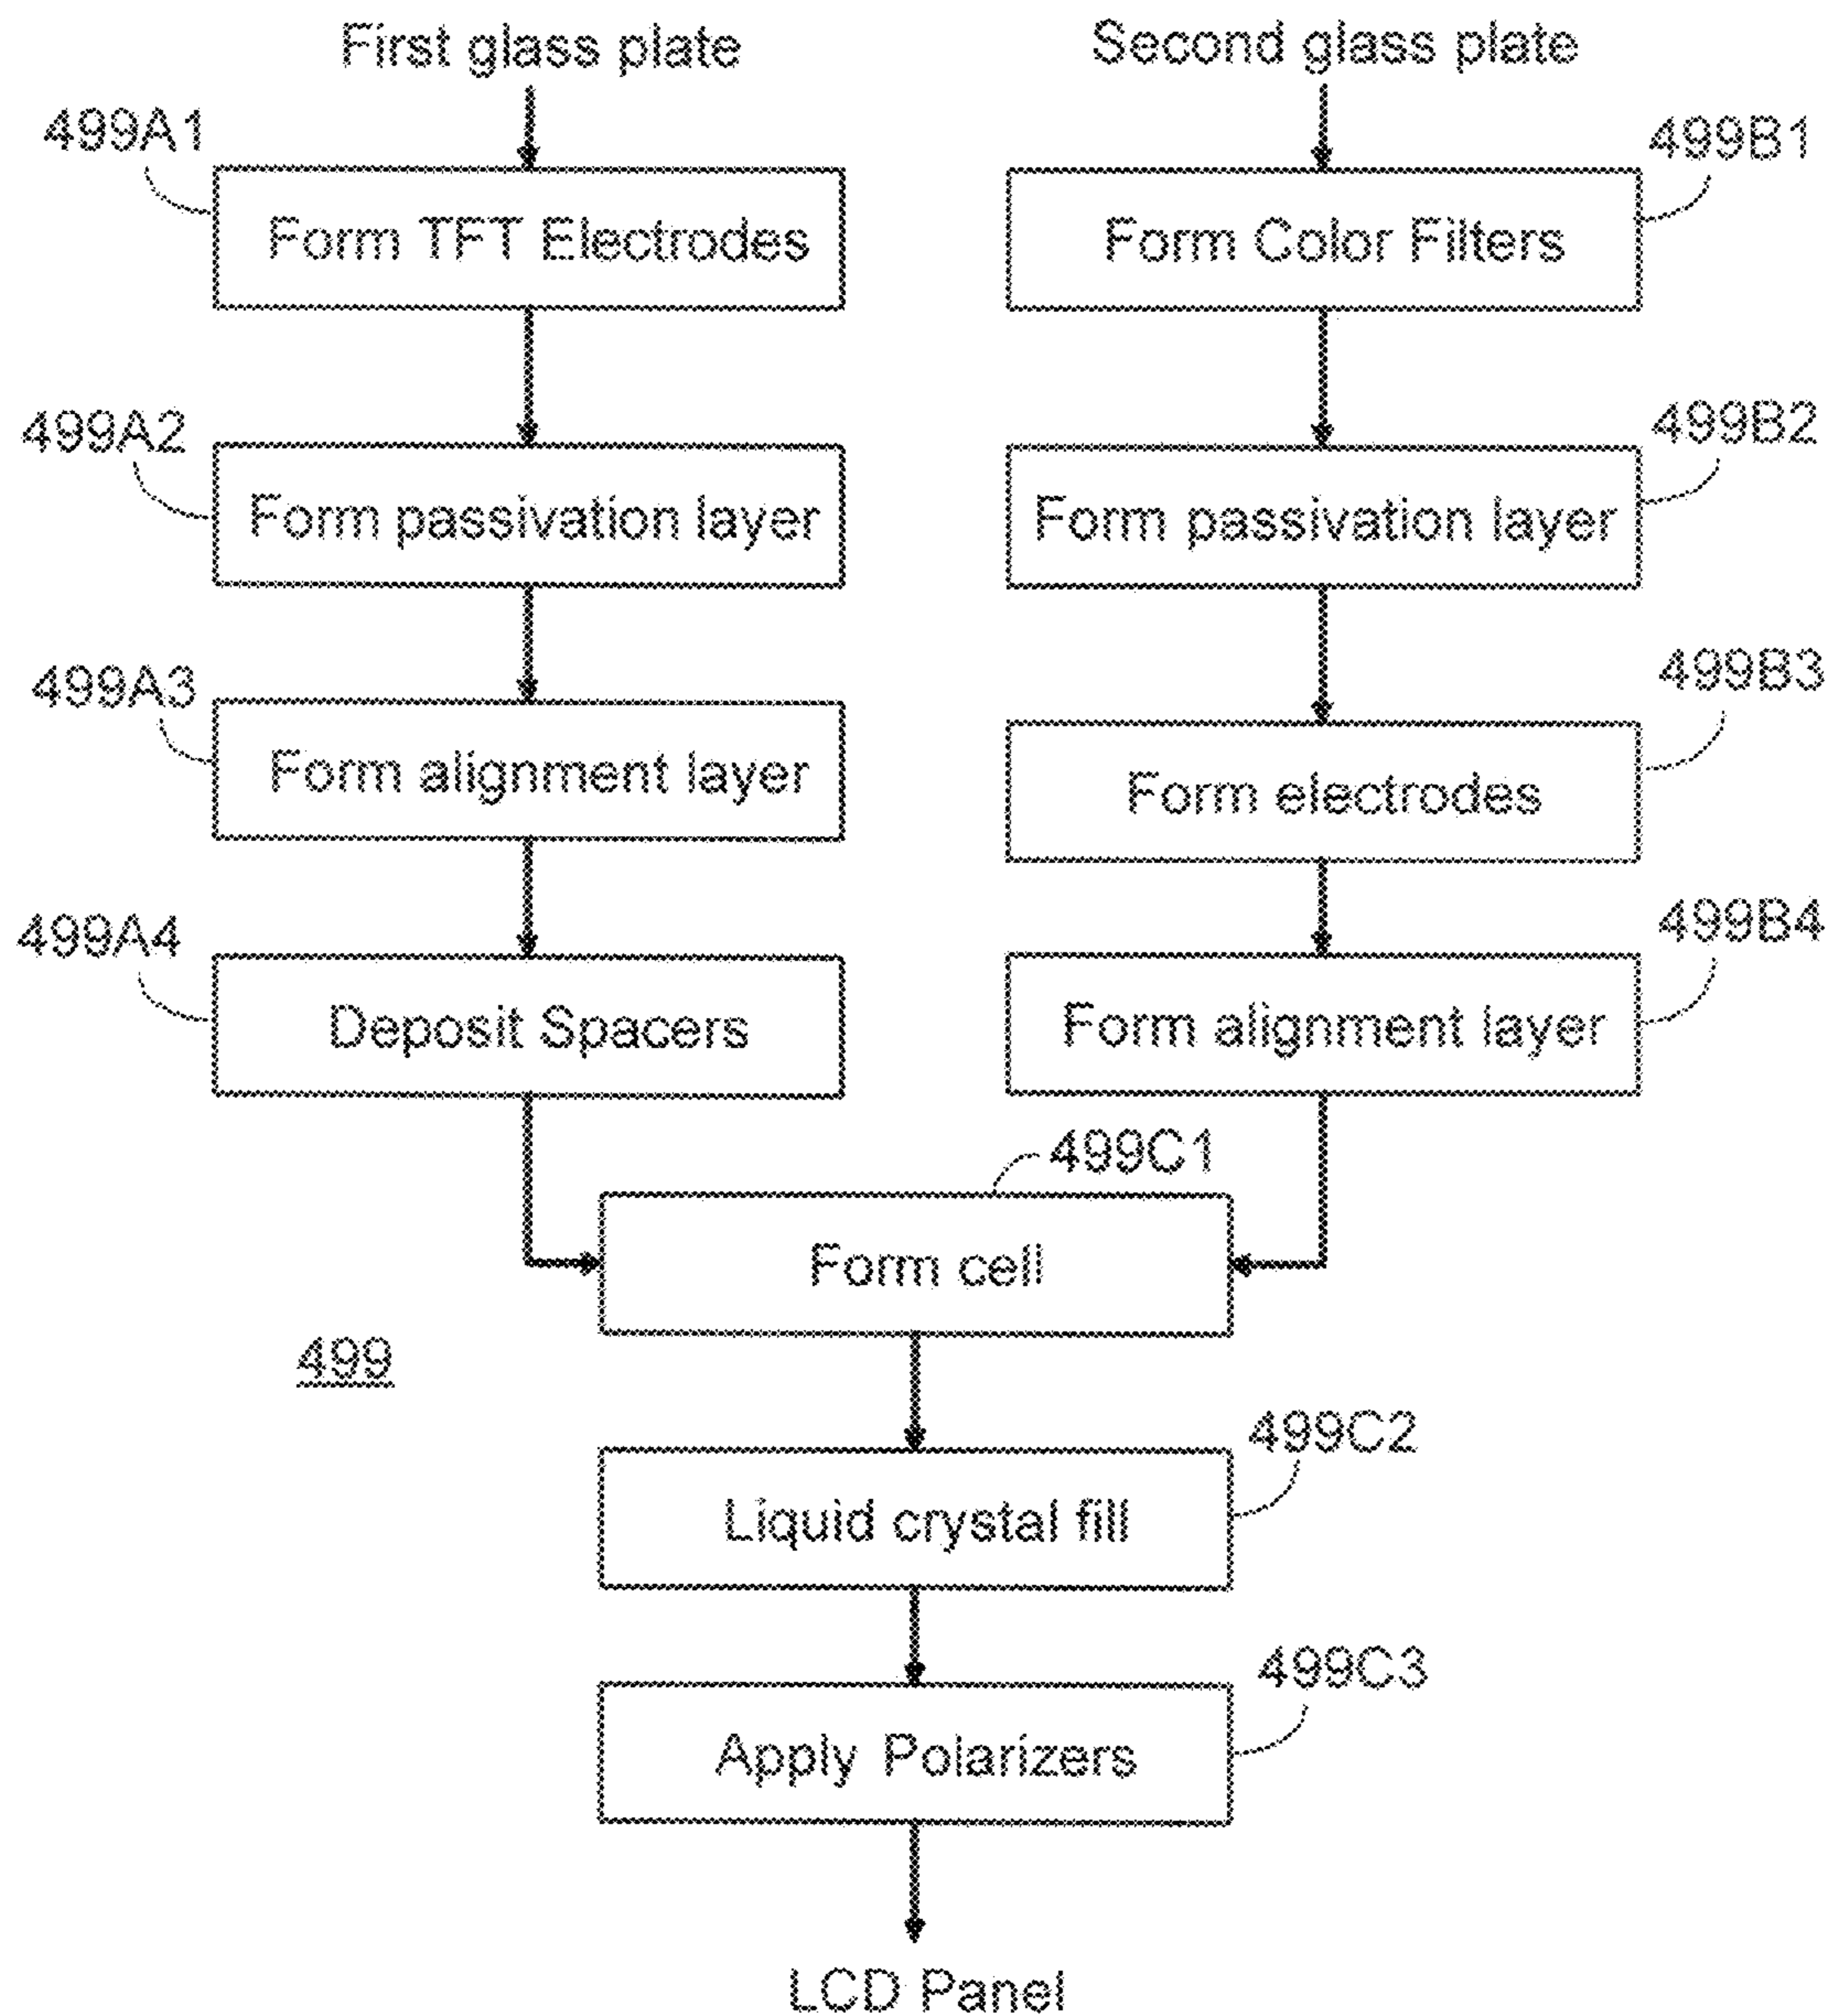 First glass plate
Second glass plate
499A1
499B1
Form TFT Electrodes
Form Color Filters
499A2
499B2
Form passivation layer
Form passivation layer
499A3
499B3
Form alignment layer
Form electrodes
499A4
499B4
Deposit Spacers
Form alignment layer
499C1
Form cell
499
499C2
Liquid crystal fill
499C3
Apply Polarizers
LCD Panel